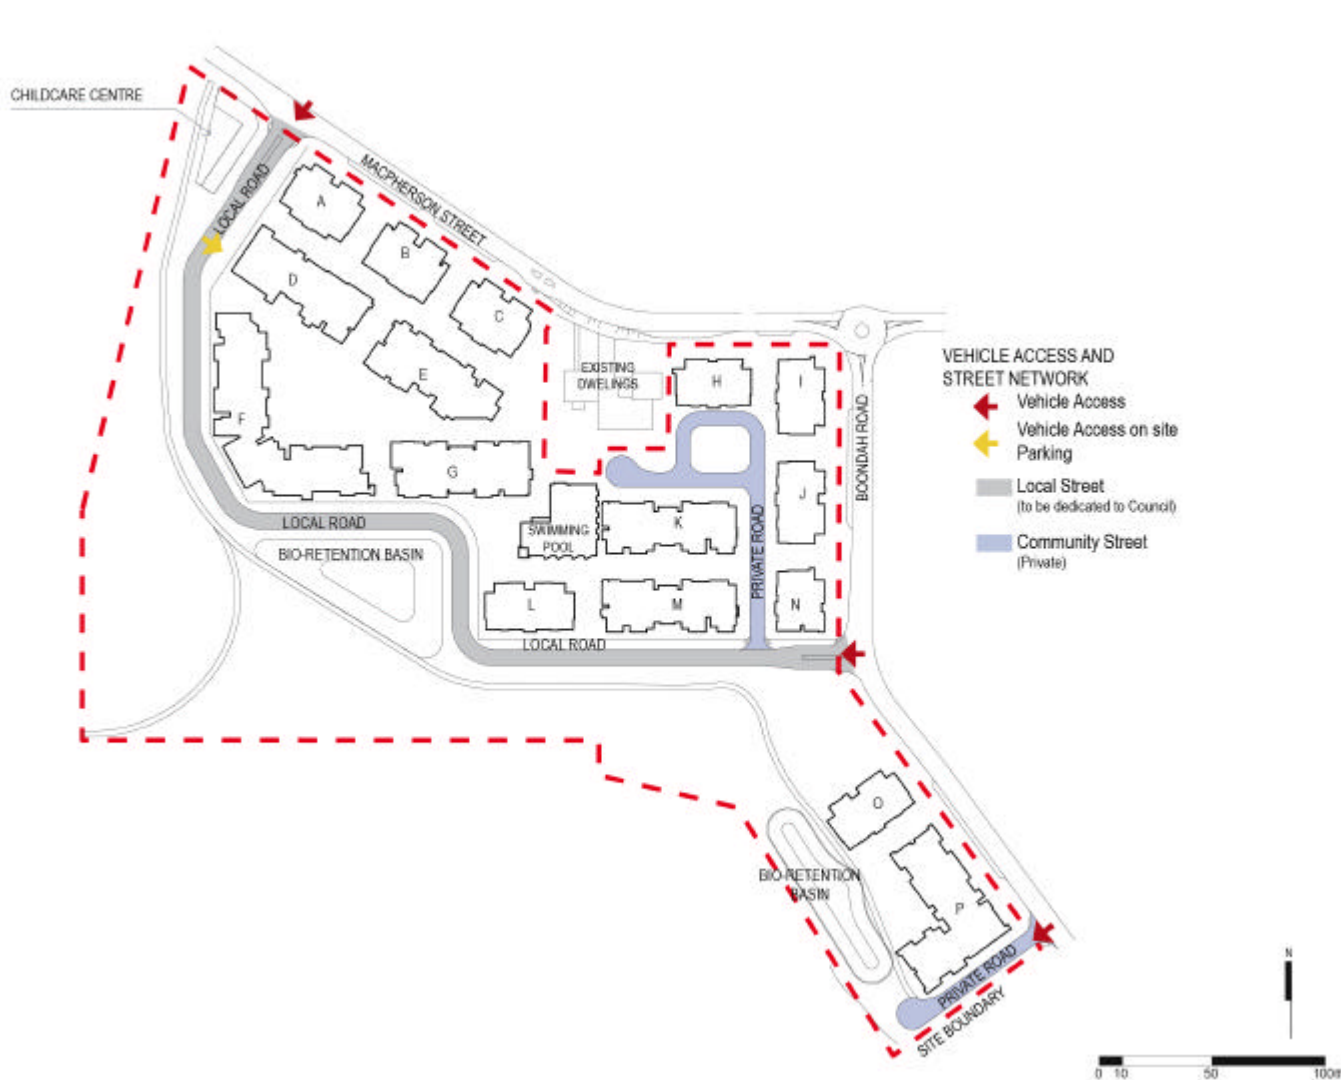 CHILDCARE CENTRE
MACPHERSON STREET
LOCAL ROAD
A
B
C
D
E
F
G
EXISTING
DWELINGS
H
I
J
BOONDAH ROAD
VEHICLE ACCESS AND
STREET NETWORK
Vehicle Access
Vehicle Access on site
Parking
Local Street
(to be dedicated to Council)
Community Street
(Private)
LOCAL ROAD
BIO-RETENTION BASIN
SWIMMING
POOL
K
PRIVATE ROAD
L
M
N
LOCAL ROAD
O
BIO-RETENTION
BASIN
P
PRIVATE ROAD
SITE BOUNDARY
N
0 10 50 100m